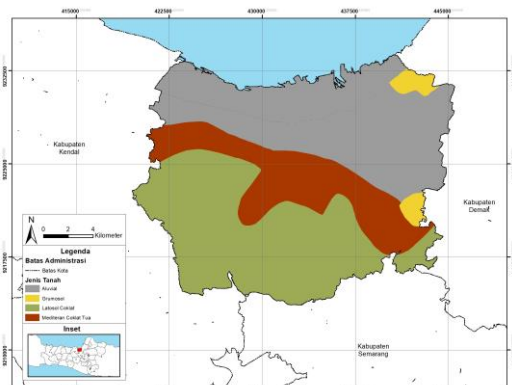 415000 422500 430000 437500 445000
9232500
9225000
9217500
9210000
Kabupaten
Kendal
Kabupaten
Demak
Kabupaten
Semarang
N
0 2 4
Kilometer
Legenda
Batas Administrasi
Batas Kota
Jenis Tanah
Aluvial
Grumosol
Latosol Coklat
Mediteran Coklat Tua
Inset